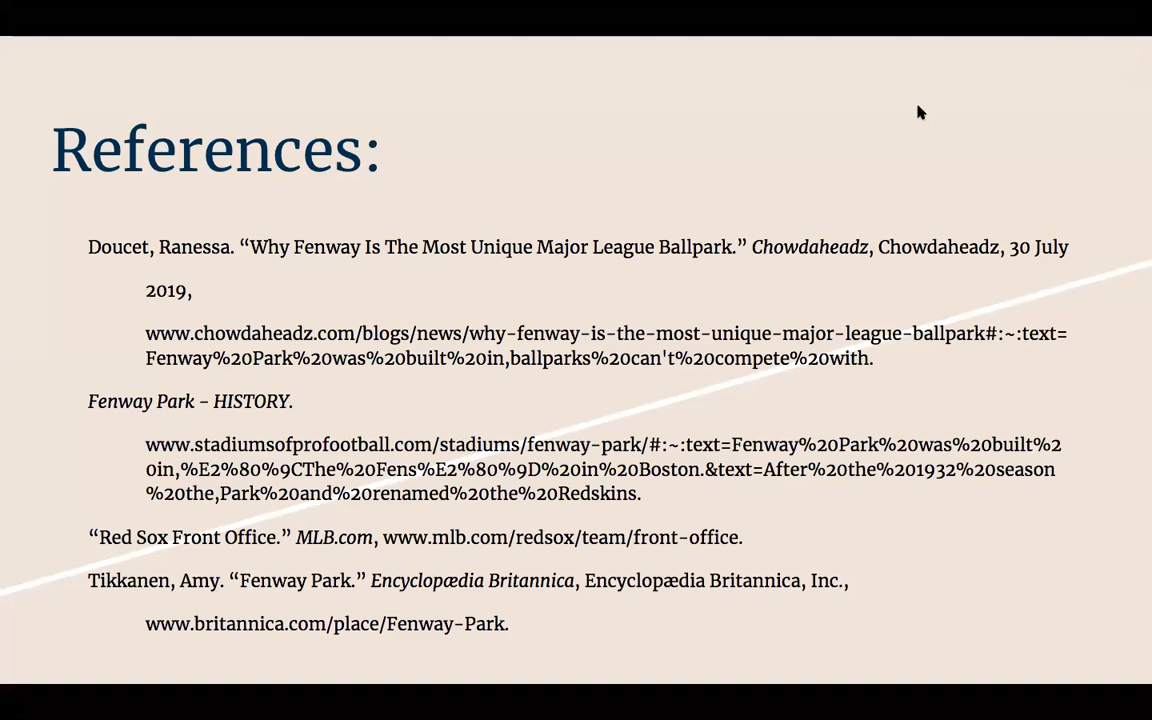 References:
Doucet, Ranessa. “Why Fenway Is The Most Unique Major League Ballpark.” Chowdaheadz, Chowdaheadz, 30 July
2019,
www.chowdaheadz.com/blogs/news/why-fenway-is-the-most-unique-major-league-ballpark#:~:text=
Fenway%20Park%20was%20built%20in,ballparks%20can't%20compete%20with.
Fenway Park - HISTORY.
www.stadiumsofprofootball.com/stadiums/fenway-park/#:~:text=Fenway%20Park%20was%20built%2
0in,%E2%80%9CThe%20Fens%E2%80%9D%20in%20Boston.&text=After%20the%201932%20season
%20the,Park%20and%20renamed%20the%20Redskins.
“Red Sox Front Office.” MLB.com, www.mlb.com/redsox/team/front-office.
Tikkanen, Amy. “Fenway Park.” Encyclopædia Britannica, Encyclopædia Britannica, Inc.,
www.britannica.com/place/Fenway-Park.